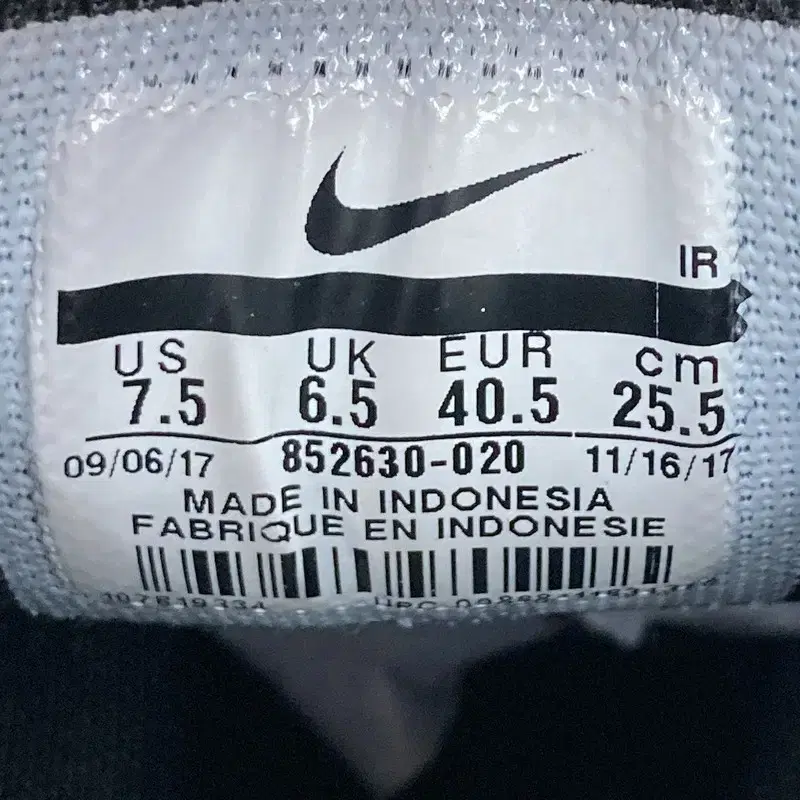 IR
US UK EUR cm
7.5 6.5 40.5 25.5
09/06/17 852630-020 11/16/17
MADE IN INDONESIA
FABRIQUE EN INDONESIE